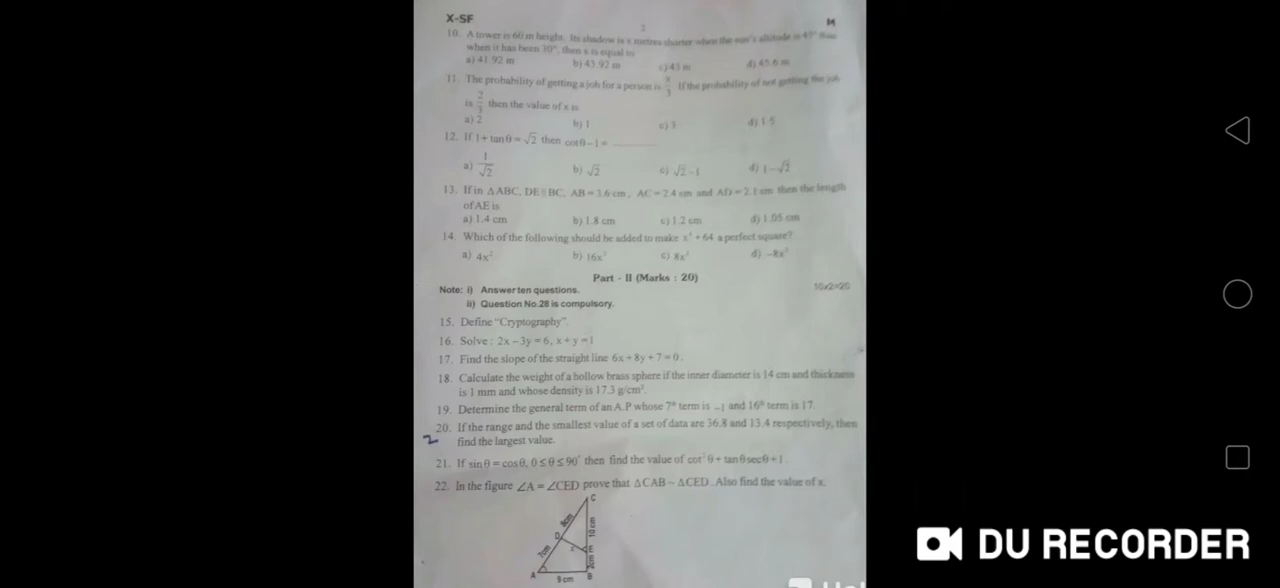 X-SF
3
M
10. A tower is 60 m height. Its shadow is x metres shorter when the sun's altitude is 45° than
when it has been 30°, then x is equal to
a) 41.92 m b) 43.92 m c) 43 m d) 45.6 m
11. The probability of getting a job for a person is x/3. If the probability of not getting the job
is 2/3 then the value of x is
a) 2 b) 1 c) 3 d) 1.5
12. If 1 + tan θ = √2 then cot θ − 1 = ________
a) 1/√2 b) √2 c) √2 − 1 d) 1 − √2
13. If in ΔABC, DE || BC, AB = 3.6 cm, AC = 2.4 cm and AD = 2.1 cm then the length
of AE is
a) 1.4 cm b) 1.8 cm c) 1.2 cm d) 1.05 cm
14. Which of the following should be added to make x⁴ + 64 a perfect square?
a) 4x² b) 16x² c) 8x² d) −8x²
Part - II (Marks : 20)
Note: i) Answer ten questions. 10x2=20
ii) Question No.28 is compulsory.
15. Define "Cryptography".
16. Solve : 2x − 3y = 6, x + y = 1
17. Find the slope of the straight line 6x + 8y + 7 = 0.
18. Calculate the weight of a hollow brass sphere if the inner diameter is 14 cm and thickness
is 1 mm and whose density is 17.3 g/cm³.
19. Determine the general term of an A.P whose 7th term is −1 and 16th term is 17.
20. If the range and the smallest value of a set of data are 36.8 and 13.4 respectively, then
2 find the largest value.
21. If sin θ = cos θ, 0 ≤ θ ≤ 90° then find the value of cot² θ + tan θ sec θ + 1.
22. In the figure ∠A = ∠CED prove that ΔCAB ~ ΔCED. Also find the value of x.
C
8cm
10 cm
D
7cm
x
E
2cm
A
9 cm
B
DU RECORDER